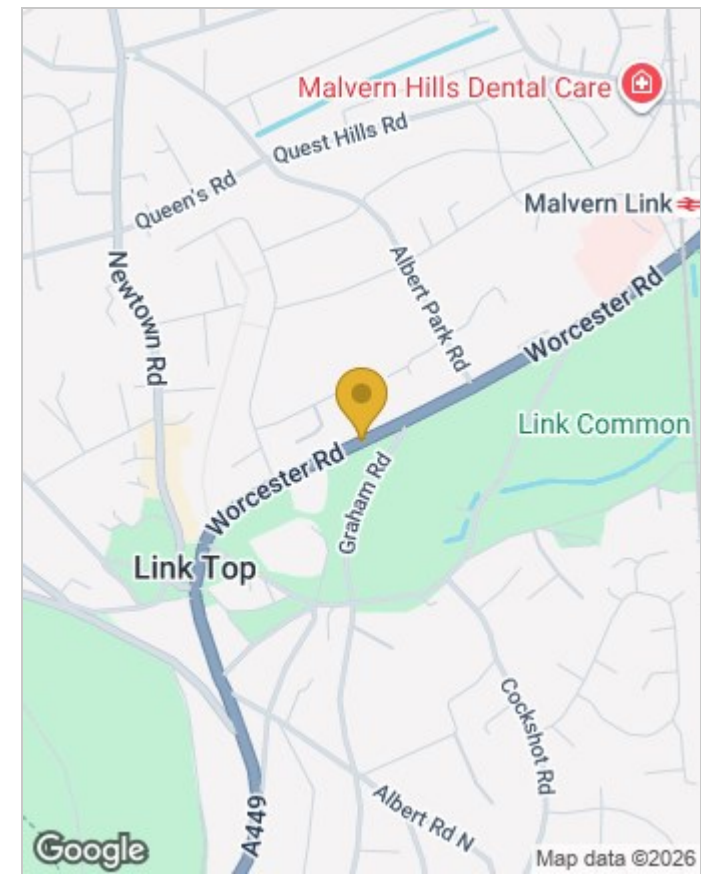 Malvern Hills Dental Care
Quest Hills Rd
Queen's Rd
Malvern Link
Newtown Rd
Albert Park Rd
Worcester Rd
Link Common
Worcester Rd
Graham Rd
Link Top
Cockshot Rd
Albert Rd N
A449
Google
Map data ©2026